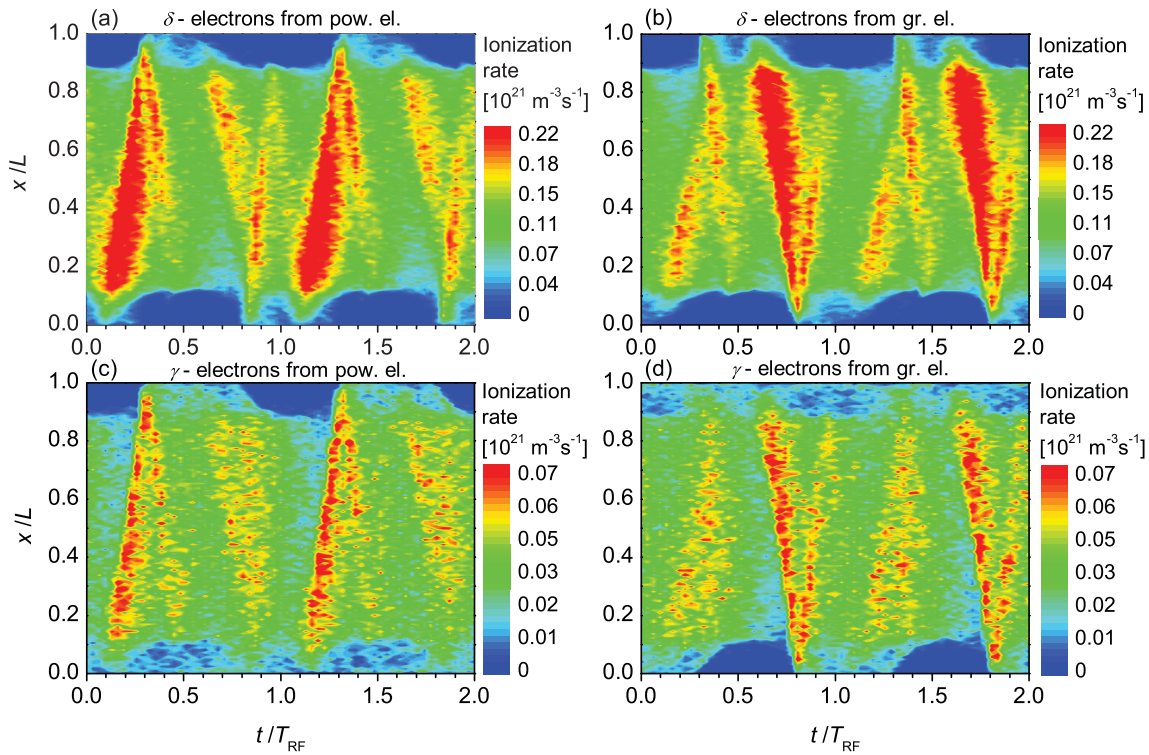 (a) δ - electrons from pow. el.
(b) δ - electrons from gr. el.
x/L
1.0
0.8
0.6
0.4
0.2
0.0
0.0 0.5 1.0 1.5 2.0
Ionization
rate
[10²¹ m⁻³s⁻¹]
0.22
0.18
0.15
0.11
0.07
0.04
0
1.0
0.8
0.6
0.4
0.2
0.0
0.0 0.5 1.0 1.5 2.0
Ionization
rate
[10²¹ m⁻³s⁻¹]
0.22
0.18
0.15
0.11
0.07
0.04
0
(c) γ - electrons from pow. el.
(d) γ - electrons from gr. el.
x/L
1.0
0.8
0.6
0.4
0.2
0.0
0.0 0.5 1.0 1.5 2.0
t/T_RF
Ionization
rate
[10²¹ m⁻³s⁻¹]
0.07
0.06
0.05
0.03
0.02
0.01
0
1.0
0.8
0.6
0.4
0.2
0.0
0.0 0.5 1.0 1.5 2.0
t/T_RF
Ionization
rate
[10²¹ m⁻³s⁻¹]
0.07
0.06
0.05
0.03
0.02
0.01
0